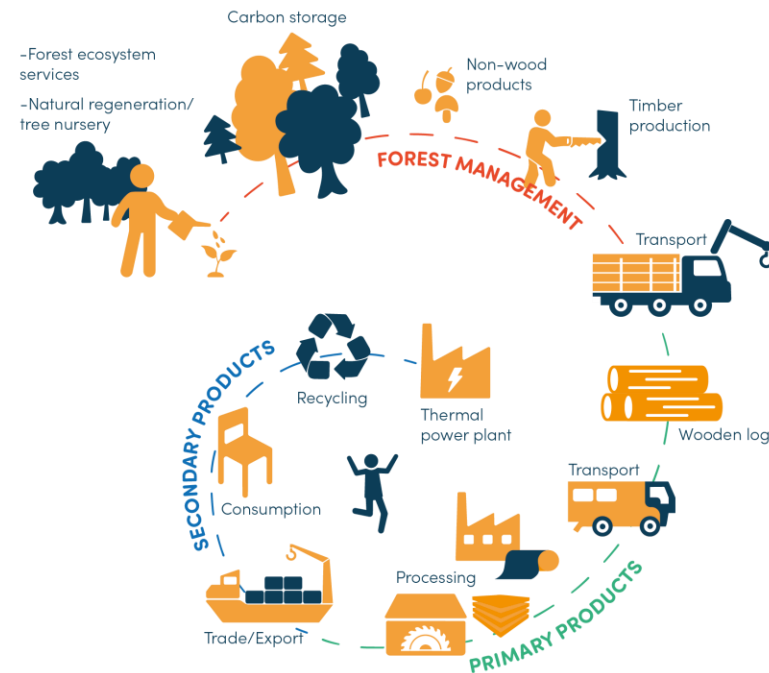 Carbon storage
-Forest ecosystem
services
-Natural regeneration/
tree nursery
Non-wood
products
Timber
production
FOREST MANAGEMENT
Transport
Wooden log
Transport
PRIMARY PRODUCTS
Processing
Trade/Export
SECONDARY PRODUCTS
Consumption
Recycling
Thermal
power plant